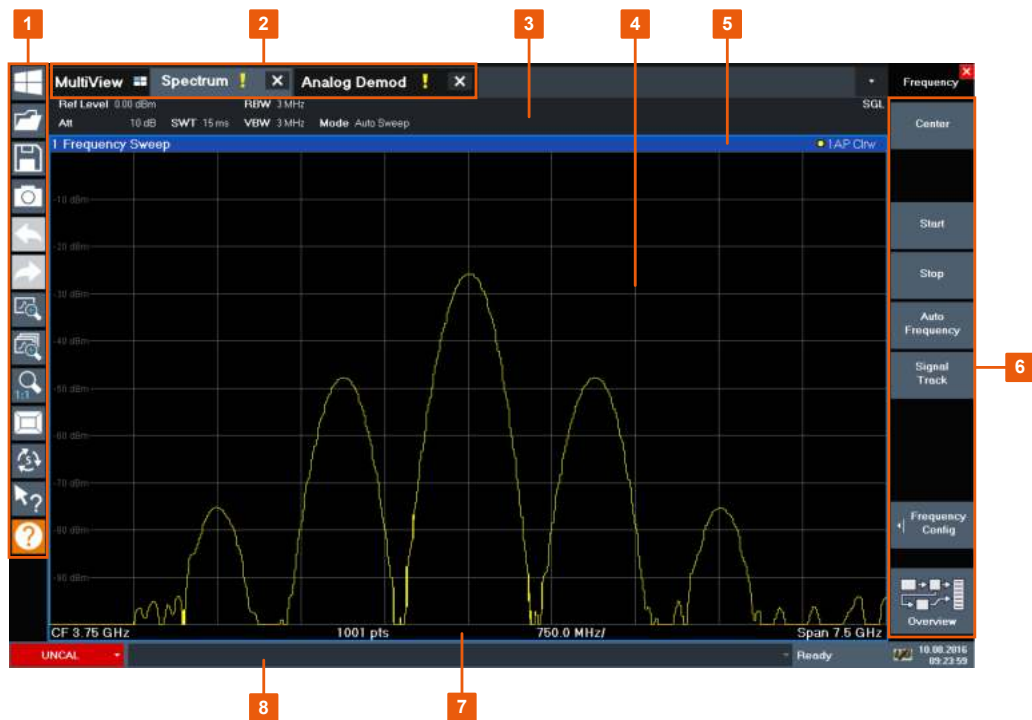 1
2
3
4
5
MultiView Spectrum ! X Analog Demod ! X
Frequency
Ref Level 0.00 dBm RBW 3 MHz SGL
Att 10 dB SWT 15 ms VBW 3 MHz Mode Auto Sweep
1 Frequency Sweep 1AP Clrw
Center
Start
Stop
Auto
Frequency
Signal
Track
Frequency
Config
Overview
6
-10 dBm
-20 dBm
-30 dBm
-40 dBm
-50 dBm
-60 dBm
-70 dBm
-80 dBm
-90 dBm
1:1
S
?
?
CF 3.75 GHz 1001 pts 750.0 MHz/ Span 7.5 GHz
UNCAL Ready 10.08.2016
09:23:59
8
7